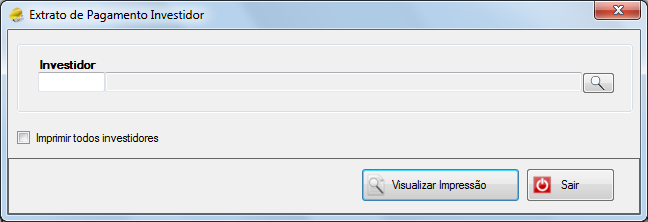 Extrato de Pagamento Investidor
Investidor
Imprimir todos investidores
Visualizar Impressão
Sair